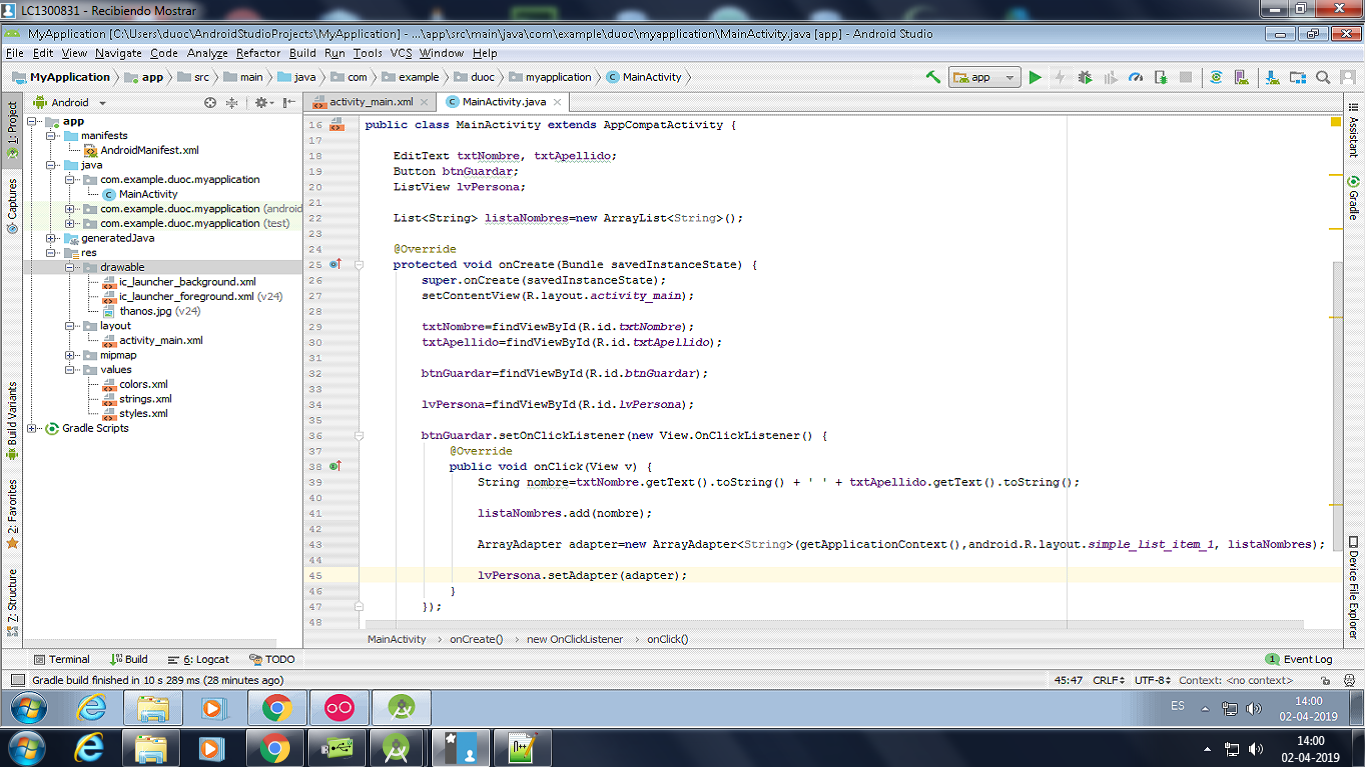 LC1300831 - Recibiendo Mostrar
MyApplication [C:\Users\duoc\AndroidStudioProjects\MyApplication] - ...\app\src\main\java\com\example\duoc\myapplication\MainActivity.java [app] - Android Studio
File Edit View Navigate Code Analyze Refactor Build Run Tools VCS Window Help
MyApplication app src main java com example duoc myapplication MainActivity
app
Android
activity_main.xml
MainActivity.java
1: Project
Captures
Build Variants
2: Favorites
7: Structure
app
manifests
AndroidManifest.xml
java
com.example.duoc.myapplication
MainActivity
com.example.duoc.myapplication (android
com.example.duoc.myapplication (test)
generatedJava
res
drawable
ic_launcher_background.xml
ic_launcher_foreground.xml (v24)
thanos.jpg (v24)
layout
activity_main.xml
mipmap
values
colors.xml
strings.xml
styles.xml
Gradle Scripts
16 public class MainActivity extends AppCompatActivity {
17
18 EditText txtNombre, txtApellido;
19 Button btnGuardar;
20 ListView lvPersona;
21
22 List<String> listaNombres=new ArrayList<String>();
23
24 @Override
25 protected void onCreate(Bundle savedInstanceState) {
26 super.onCreate(savedInstanceState);
27 setContentView(R.layout.activity_main);
28
29 txtNombre=findViewById(R.id.txtNombre);
30 txtApellido=findViewById(R.id.txtApellido);
31
32 btnGuardar=findViewById(R.id.btnGuardar);
33
34 lvPersona=findViewById(R.id.lvPersona);
35
36 btnGuardar.setOnClickListener(new View.OnClickListener() {
37 @Override
38 public void onClick(View v) {
39 String nombre=txtNombre.getText().toString() + ' ' + txtApellido.getText().toString();
40
41 listaNombres.add(nombre);
42
43 ArrayAdapter adapter=new ArrayAdapter<String>(getApplicationContext(),android.R.layout.simple_list_item_1, listaNombres);
44
45 lvPersona.setAdapter(adapter);
46 }
47 });
48
MainActivity onCreate() new OnClickListener onClick()
Assistant
Gradle
Device File Explorer
Terminal Build 6: Logcat TODO
1 Event Log
Gradle build finished in 10 s 289 ms (28 minutes ago)
45:47 CRLF UTF-8 Context: <no context>
ES
14:00
02-04-2019
14:00
02-04-2019